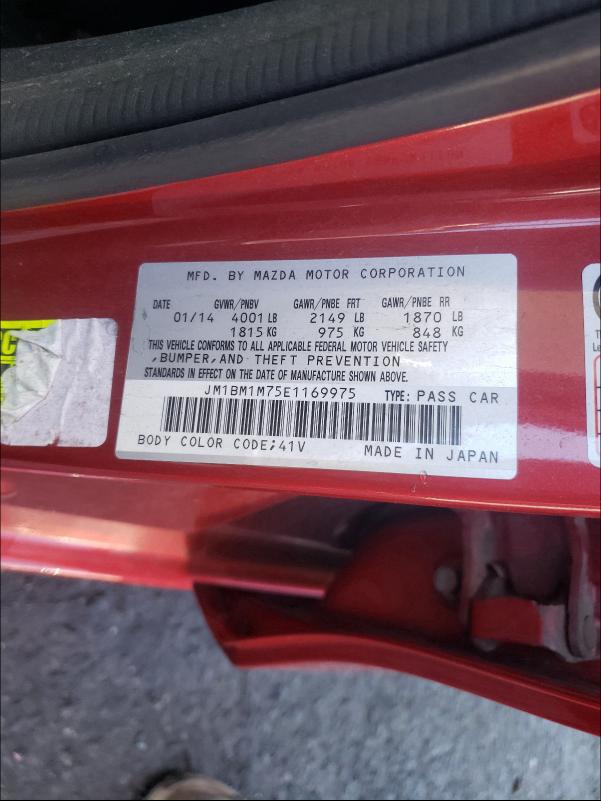 MFD. BY MAZDA MOTOR CORPORATION
DATE GVWR/PNBV GAWR/PNBE FRT GAWR/PNBE RR
01/14 4001 LB 2149 LB 1870 LB
1815 KG 975 KG 848 KG
THIS VEHICLE CONFORMS TO ALL APPLICABLE FEDERAL MOTOR VEHICLE SAFETY
,BUMPER,AND THEFT PREVENTION
STANDARDS IN EFFECT ON THE DATE OF MANUFACTURE SHOWN ABOVE.
JM1BM1M75E1169975 TYPE: PASS CAR
BODY COLOR CODE;41V MADE IN JAPAN